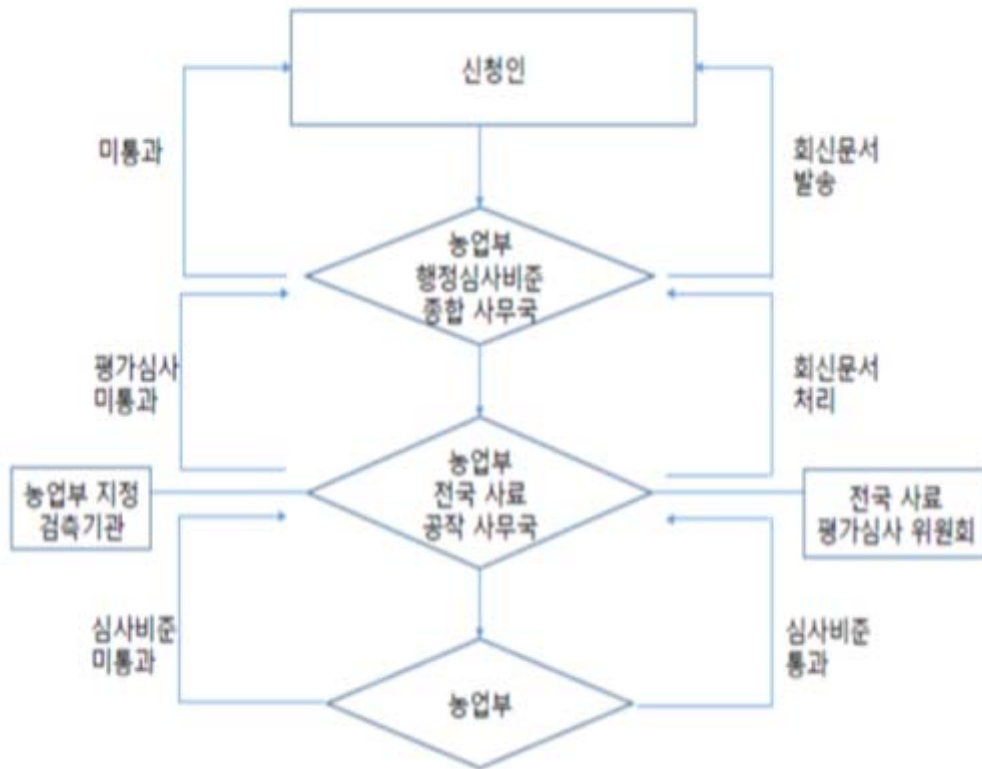 신청인
미통과
회신문서
발송
농업부
행정심사비준
종합 사무국
평가심사
미통과
회신문서
처리
농업부
전국 사료
공작 사무국
농업부 지정
검측기관
전국 사료
평가심사 위원회
심사비준
미통과
심사비준
통과
농업부